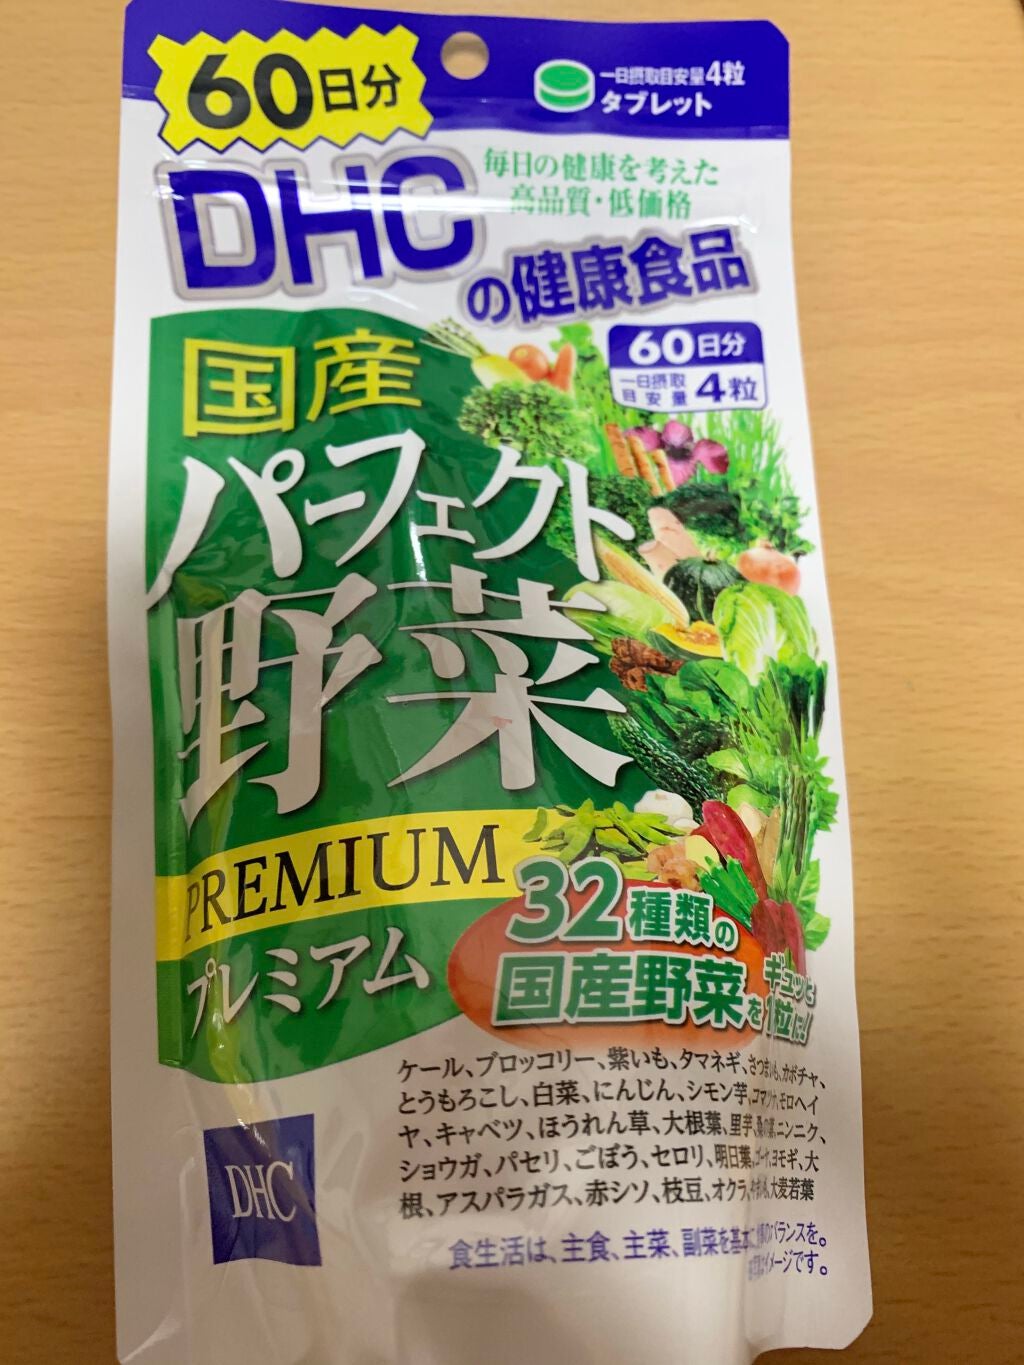 60日分
一日摂取目安量4粒
タブレット
DHC
毎日の健康を考えた
高品質・低価格
の健康食品
60日分
一日摂取
目安量 4粒
国産
パーフェクト
野菜
PREMIUM
プレミアム
32種類の
国産野菜を
ギュッと
1粒に!
ケール、ブロッコリー、紫いも、タマネギ、さつまいも、カボチャ、
とうもろこし、白菜、にんじん、シモン芋、コマツナ、モロヘイ
ヤ、キャベツ、ほうれん草、大根葉、里芋、桑の葉、ニンニク、
ショウガ、パセリ、ごぼう、セロリ、明日葉、ゴーヤ、ヨモギ、大
根、アスパラガス、赤シソ、枝豆、オクラ、やまいも、大麦若葉
DHC
食生活は、主食、主菜、副菜を基本に、食事のバランスを。
イメージです。